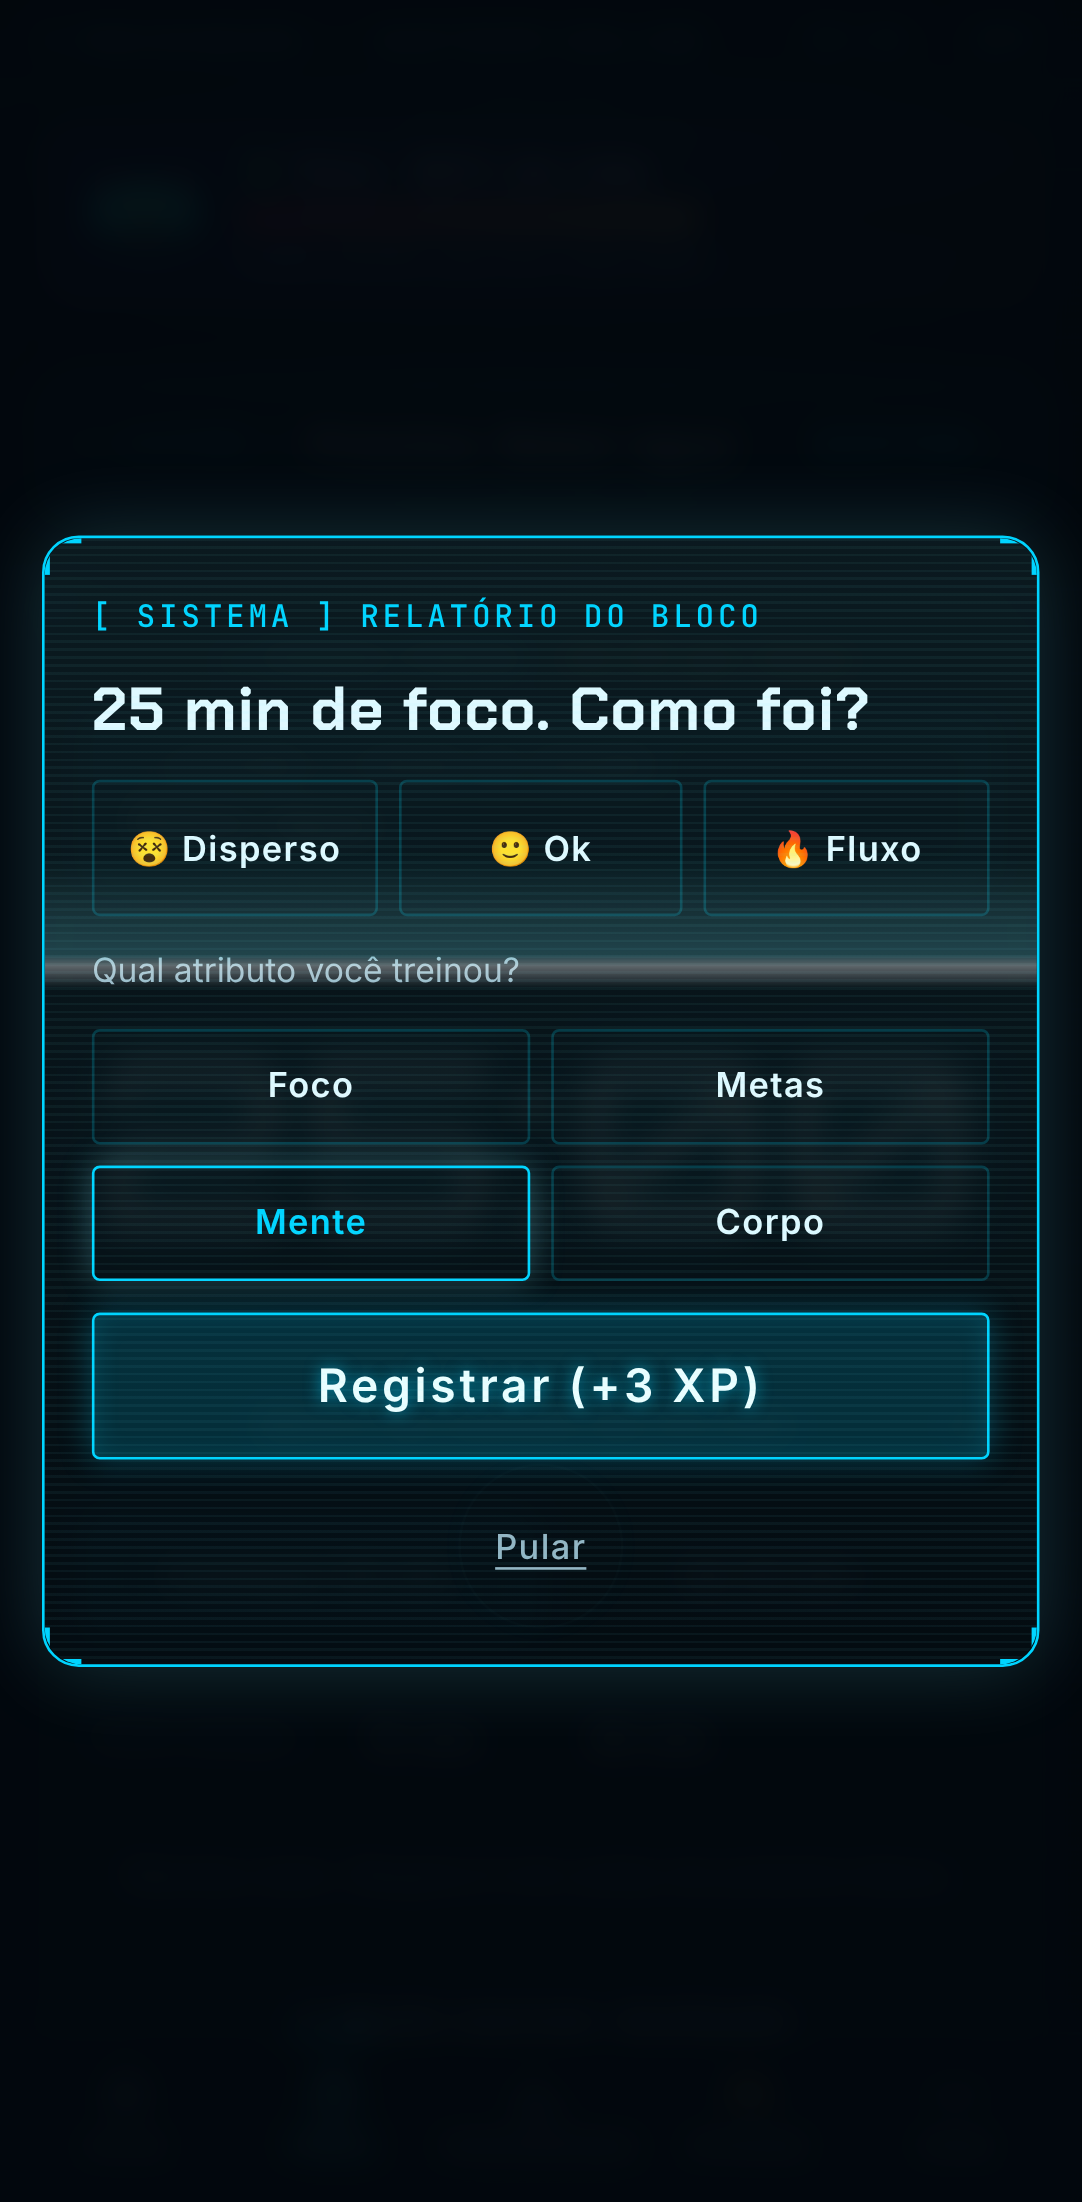 [ SISTEMA ] RELATÓRIO DO BLOCO
25 min de foco. Como foi?
😵 Disperso
🙂 Ok
🔥 Fluxo
Qual atributo você treinou?
Foco
Metas
Mente
Corpo
Registrar (+3 XP)
Pular